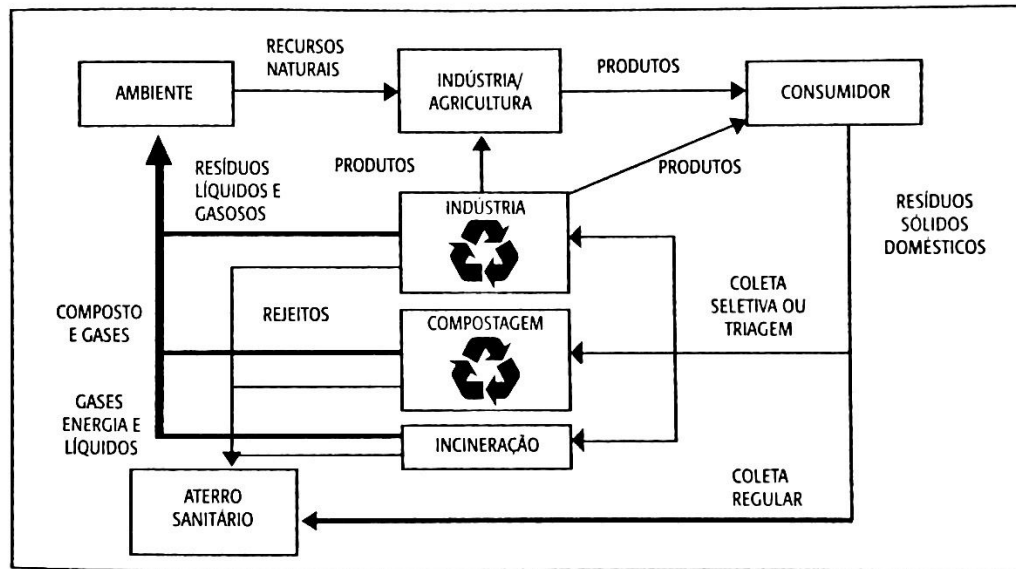 RECURSOS
NATURAIS
AMBIENTE
INDÚSTRIA/
AGRICULTURA
PRODUTOS
CONSUMIDOR
RESÍDUOS
LÍQUIDOS E
GASOSOS
PRODUTOS
PRODUTOS
INDÚSTRIA
RESÍDUOS
SÓLIDOS
DOMÉSTICOS
COMPOSTO
E GASES
REJEITOS
COMPOSTAGEM
COLETA
SELETIVA OU
TRIAGEM
GASES
ENERGIA E
LÍQUIDOS
INCINERAÇÃO
ATERRO
SANITÁRIO
COLETA
REGULAR